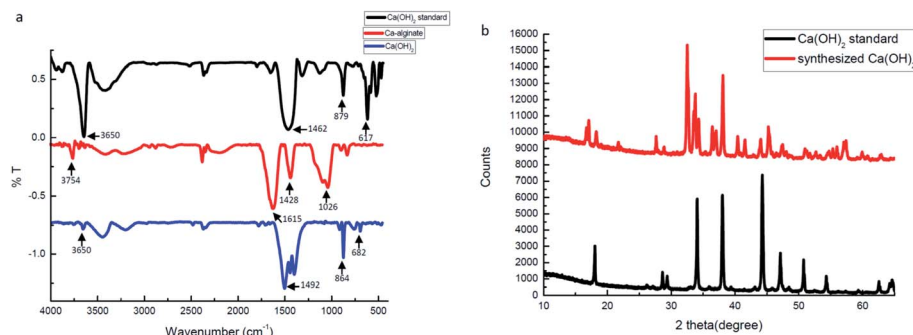 a
Ca(OH)2 standard
Ca-alginate
Ca(OH)2
0.5
0.0
-0.5
-1.0
% T
3650
1462
879
617
3754
1615
1428
1026
3650
1492
864
682
4000 3500 3000 2500 2000 1500 1000 500
Wavenumber (cm-1)
b
Ca(OH)2 standard
synthesized Ca(OH)2
16000
15000
14000
13000
12000
11000
10000
9000
8000
7000
6000
5000
4000
3000
2000
1000
0
Counts
10 20 30 40 50 60
2 theta(degree)